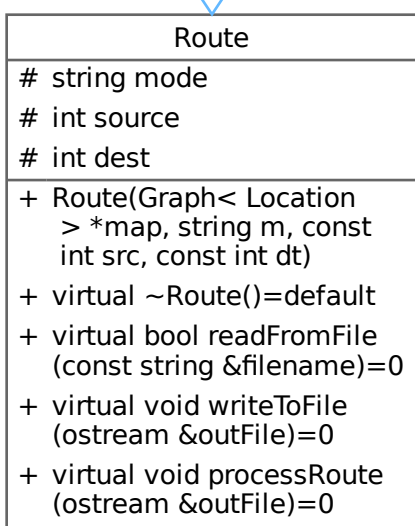 Route
# string mode
# int source
# int dest
+ Route(Graph< Location
> *map, string m, const
int src, const int dt)
+ virtual ~Route()=default
+ virtual bool readFromFile
(const string &filename)=0
+ virtual void writeToFile
(ostream &outFile)=0
+ virtual void processRoute
(ostream &outFile)=0